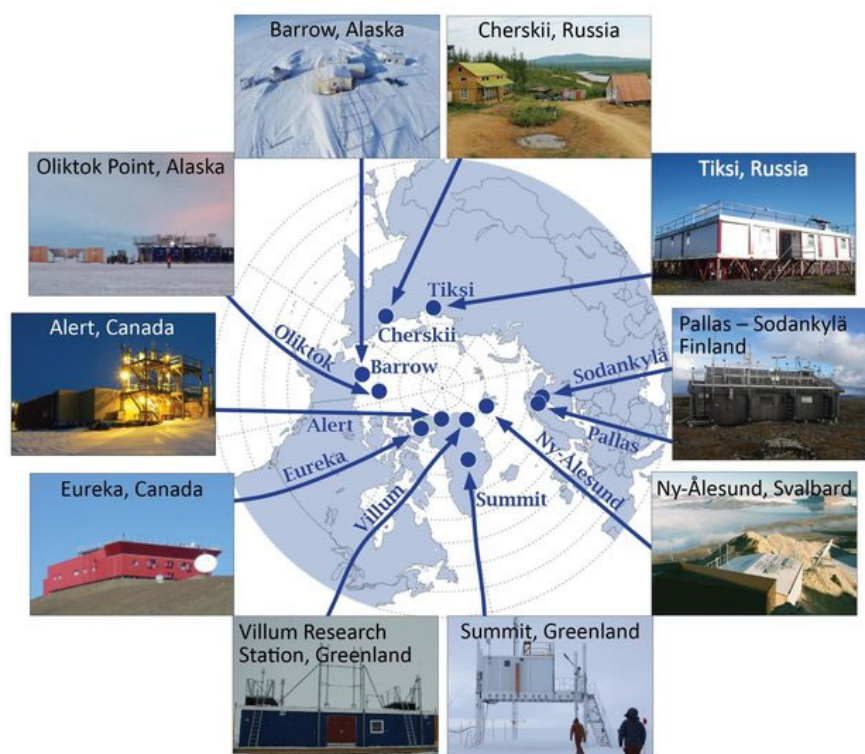 Barrow, Alaska
Cherskii, Russia
Oliktok Point, Alaska
Tiksi, Russia
Alert, Canada
Pallas – Sodankylä
Finland
Eureka, Canada
Ny-Ålesund, Svalbard
Villum Research
Station, Greenland
Summit, Greenland
Tiksi
Cherskii
Oliktok
Barrow
Sodankylä
Alert
Pallas
Eureka
Ny-Ålesund
Villum
Summit